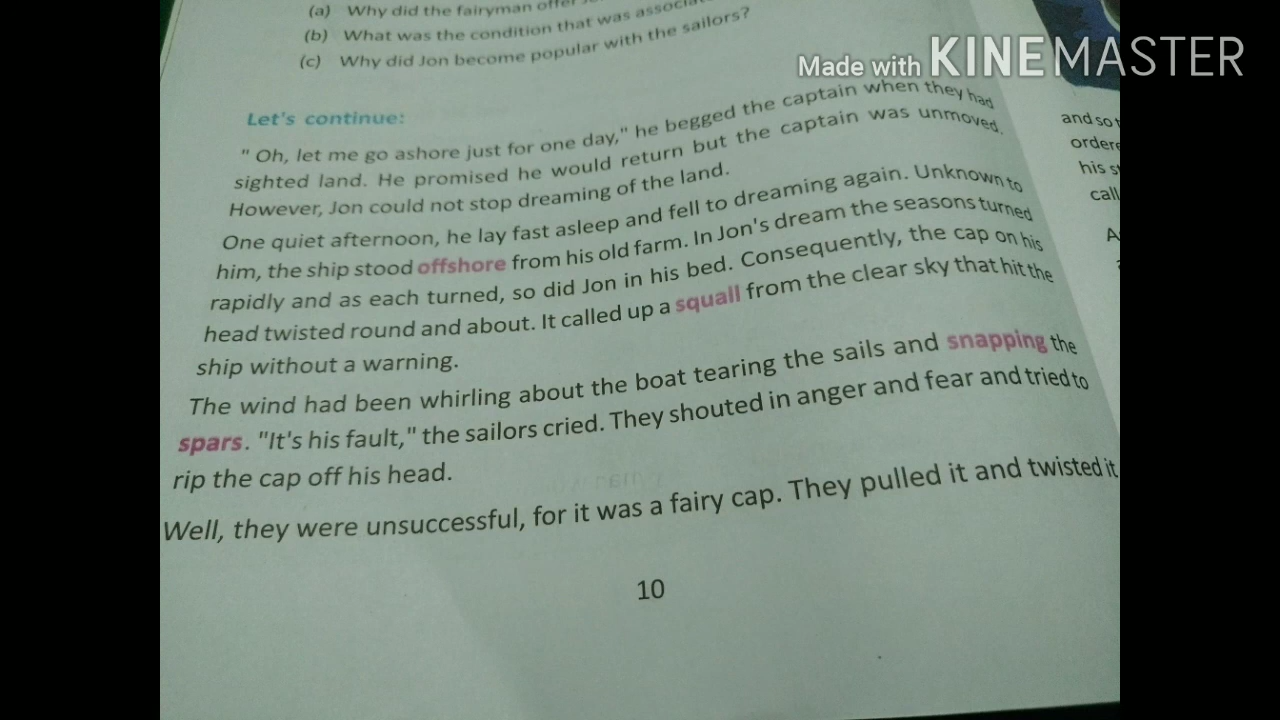 (a) Why did the fairyman offer
(b) What was the condition that was
(c) Why did Jon become popular with the sailors?
Made with KINEMASTER
Let's continue:
" Oh, let me go ashore just for one day," he begged the captain when they had
sighted land. He promised he would return but the captain was unmoved.
However, Jon could not stop dreaming of the land.
One quiet afternoon, he lay fast asleep and fell to dreaming again. Unknown to
him, the ship stood offshore from his old farm. In Jon's dream the seasons turned
rapidly and as each turned, so did Jon in his bed. Consequently, the cap on his
head twisted round and about. It called up a squall from the clear sky that hit the
ship without a warning.
The wind had been whirling about the boat tearing the sails and snapping the
spars. "It's his fault," the sailors cried. They shouted in anger and fear and tried to
rip the cap off his head.
Well, they were unsuccessful, for it was a fairy cap. They pulled it and twisted it
10
and so
his